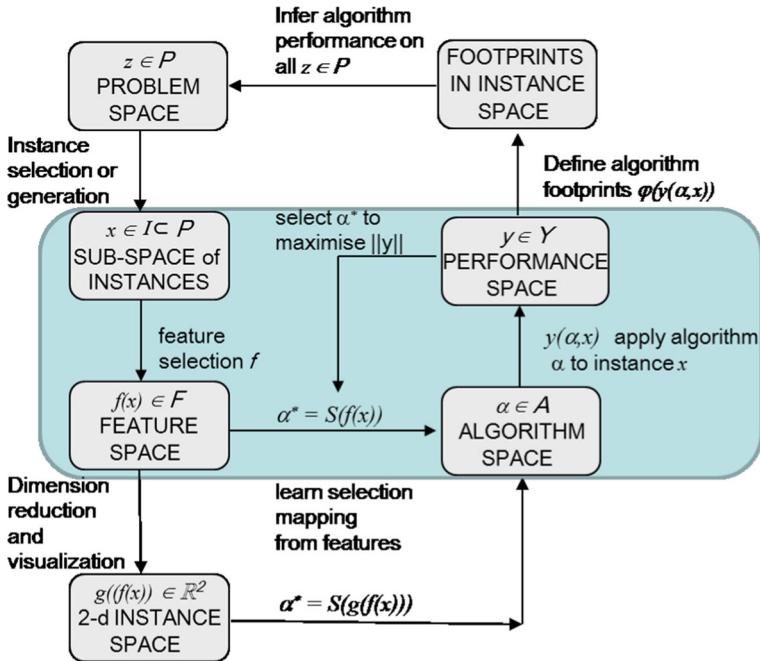 Infer algorithm
performance on
all z ∈ P
z ∈ P
PROBLEM
SPACE
FOOTPRINTS
IN INSTANCE
SPACE
Instance
selection or
generation
Define algorithm
footprints φ(y(α,x))
x ∈ I ⊂ P
SUB-SPACE of
INSTANCES
select α* to
maximise ||y||
y ∈ Y
PERFORMANCE
SPACE
feature
selection f
y(α,x) apply algorithm
α to instance x
f(x) ∈ F
FEATURE
SPACE
α* = S(f(x))
α ∈ A
ALGORITHM
SPACE
Dimension
reduction
and
visualization
learn selection
mapping
from features
g((f(x)) ∈ ℝ²
2-d INSTANCE
SPACE
α* = S(g(f(x)))